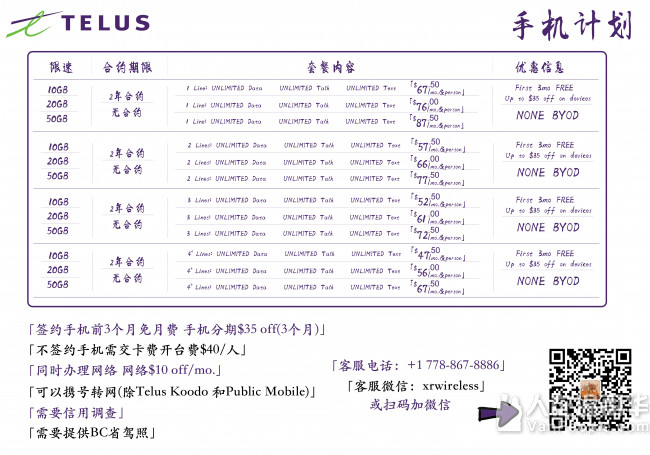 TELUS
手机计划
限速 合约期限 套餐内容 优惠信息
10GB 1 Line: UNLIMITED Data UNLIMITED Talk UNLIMITED Text 「$67.50/mo.&person」 First 3mo FREE
2年合约 Up to $35 off on devices
20GB 1 Line: UNLIMITED Data UNLIMITED Talk UNLIMITED Text 「$76.00/mo.&person」
无合约 NONE BYOD
50GB 1 Line: UNLIMITED Data UNLIMITED Talk UNLIMITED Text 「$87.50/mo.&person」
10GB 2 Lines: UNLIMITED Data UNLIMITED Talk UNLIMITED Text 「$57.50/mo.&person」 First 3mo FREE
2年合约 Up to $35 off on devices
20GB 2 Lines: UNLIMITED Data UNLIMITED Talk UNLIMITED Text 「$66.00/mo.&person」
无合约 NONE BYOD
50GB 2 Lines: UNLIMITED Data UNLIMITED Talk UNLIMITED Text 「$77.50/mo.&person」
10GB 3 Lines: UNLIMITED Data UNLIMITED Talk UNLIMITED Text 「$52.50/mo.&person」 First 3mo FREE
2年合约 Up to $35 off on devices
20GB 3 Lines: UNLIMITED Data UNLIMITED Talk UNLIMITED Text 「$61.00/mo.&person」
无合约 NONE BYOD
50GB 3 Lines: UNLIMITED Data UNLIMITED Talk UNLIMITED Text 「$72.50/mo.&person」
10GB 4+ Lines: UNLIMITED Data UNLIMITED Talk UNLIMITED Text 「$47.50/mo.&person」 First 3mo FREE
2年合约 Up to $35 off on devices
20GB 4+ Lines: UNLIMITED Data UNLIMITED Talk UNLIMITED Text 「$56.00/mo.&person」
无合约 NONE BYOD
50GB 4+ Lines: UNLIMITED Data UNLIMITED Talk UNLIMITED Text 「$67.50/mo.&person」
「签约手机前3个月免月费 手机分期$35 off(3个月)」
「不签约手机需交卡费开台费$40/人」
「同时办理网络 网络$10 off/mo.」
「可以携号转网(除Telus Koodo 和Public Mobile)」
「需要信用调查」
「需要提供BC省驾照」
「客服电话：+1 778-867-8886」
「客服微信：xrwireless」
或扫码加微信